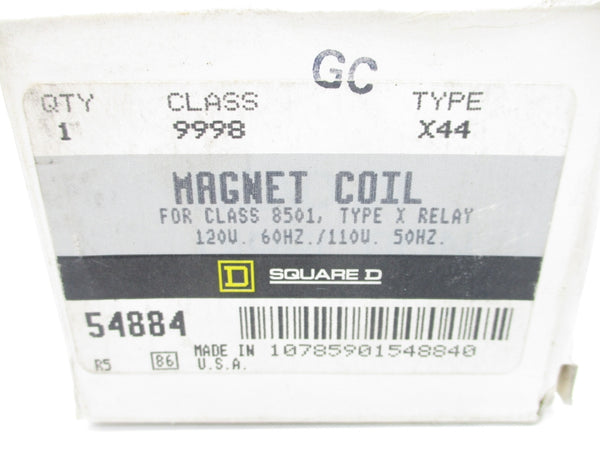 GC
QTY CLASS TYPE
1 9998 X44
MAGNET COIL
FOR CLASS 8501, TYPE X RELAY
120V. 60HZ./110V. 50HZ.
D SQUARE D
54884
R5 86 MADE IN 10785901548840
U.S.A.